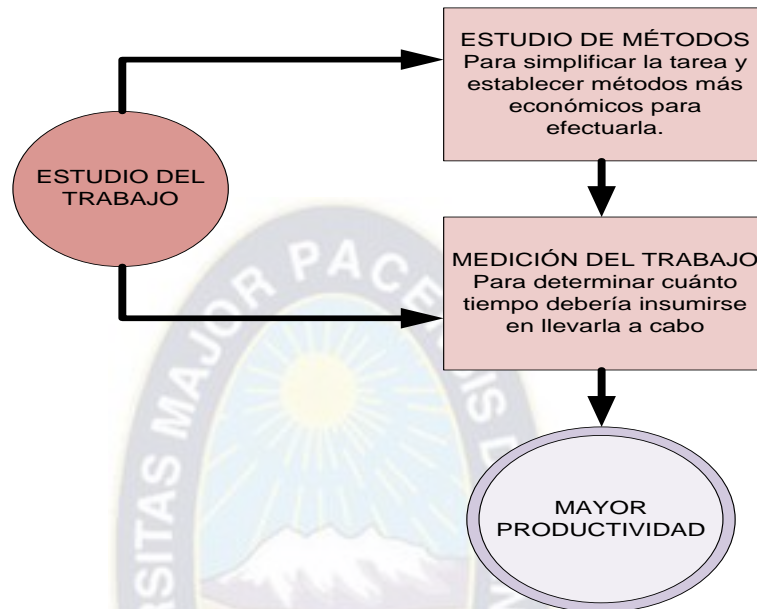 ESTUDIO DE MÉTODOS
Para simplificar la tarea y
establecer métodos más
económicos para
efectuarla.
ESTUDIO DEL
TRABAJO
MEDICIÓN DEL TRABAJO
Para determinar cuánto
tiempo debería insumirse
en llevarla a cabo
MAYOR
PRODUCTIVIDAD
MAJOR